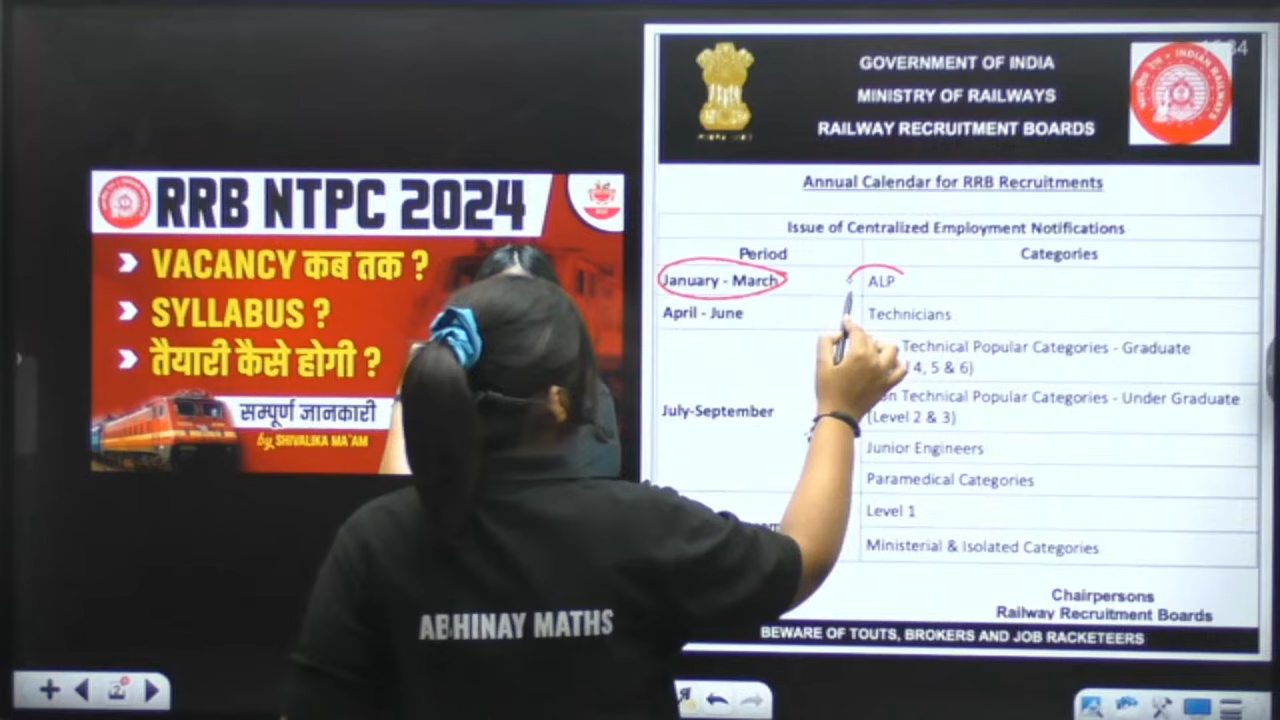 RRB NTPC 2024
VACANCY कब तक ?
SYLLABUS ?
तैयारी कैसे होगी ?
सम्पूर्ण जानकारी
by SHIVALIKA MA'AM
GOVERNMENT OF INDIA
MINISTRY OF RAILWAYS
RAILWAY RECRUITMENT BOARDS
Annual Calendar for RRB Recruitments
Issue of Centralized Employment Notifications
Period Categories
January - March ALP
April - June Technicians
Technical Popular Categories - Graduate
4, 5 & 6)
July-September
Technical Popular Categories - Under Graduate
(Level 2 & 3)
Junior Engineers
Paramedical Categories
Level 1
Ministerial & Isolated Categories
Chairpersons
Railway Recruitment Boards
BEWARE OF TOUTS, BROKERS AND JOB RACKETEERS
ABHINAY MATHS